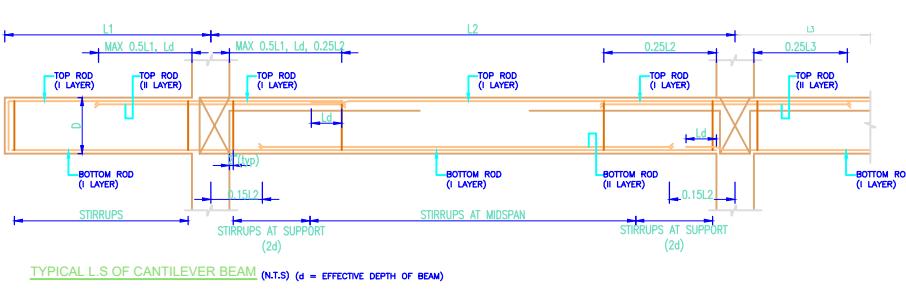 L1
L2
L3
MAX 0.5L1, Ld
MAX 0.5L1, Ld, 0.25L2
0.25L2
0.25L3
TOP ROD
(I LAYER)
TOP ROD
(II LAYER)
TOP ROD
(I LAYER)
TOP ROD
(II LAYER)
TOP ROD
(I LAYER)
TOP ROD
(II LAYER)
D
Ld
Ld
(typ)
BOTTOM ROD
(I LAYER)
BOTTOM ROD
(I LAYER)
BOTTOM ROD
(II LAYER)
BOTTOM RO
(I LAYER)
0.15L2
0.15L2
STIRRUPS
STIRRUPS AT SUPPORT
(2d)
STIRRUPS AT MIDSPAN
STIRRUPS AT SUPPORT
(2d)
TYPICAL L.S OF CANTILEVER BEAM (N.T.S) (d = EFFECTIVE DEPTH OF BEAM)